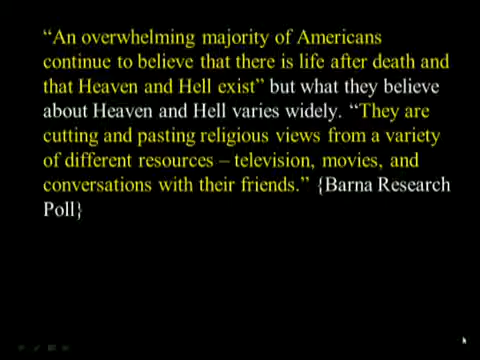 “An overwhelming majority of Americans
continue to believe that there is life after death and
that Heaven and Hell exist” but what they believe
about Heaven and Hell varies widely. “They are
cutting and pasting religious views from a variety
of different resources – television, movies, and
conversations with their friends.” {Barna Research
Poll}